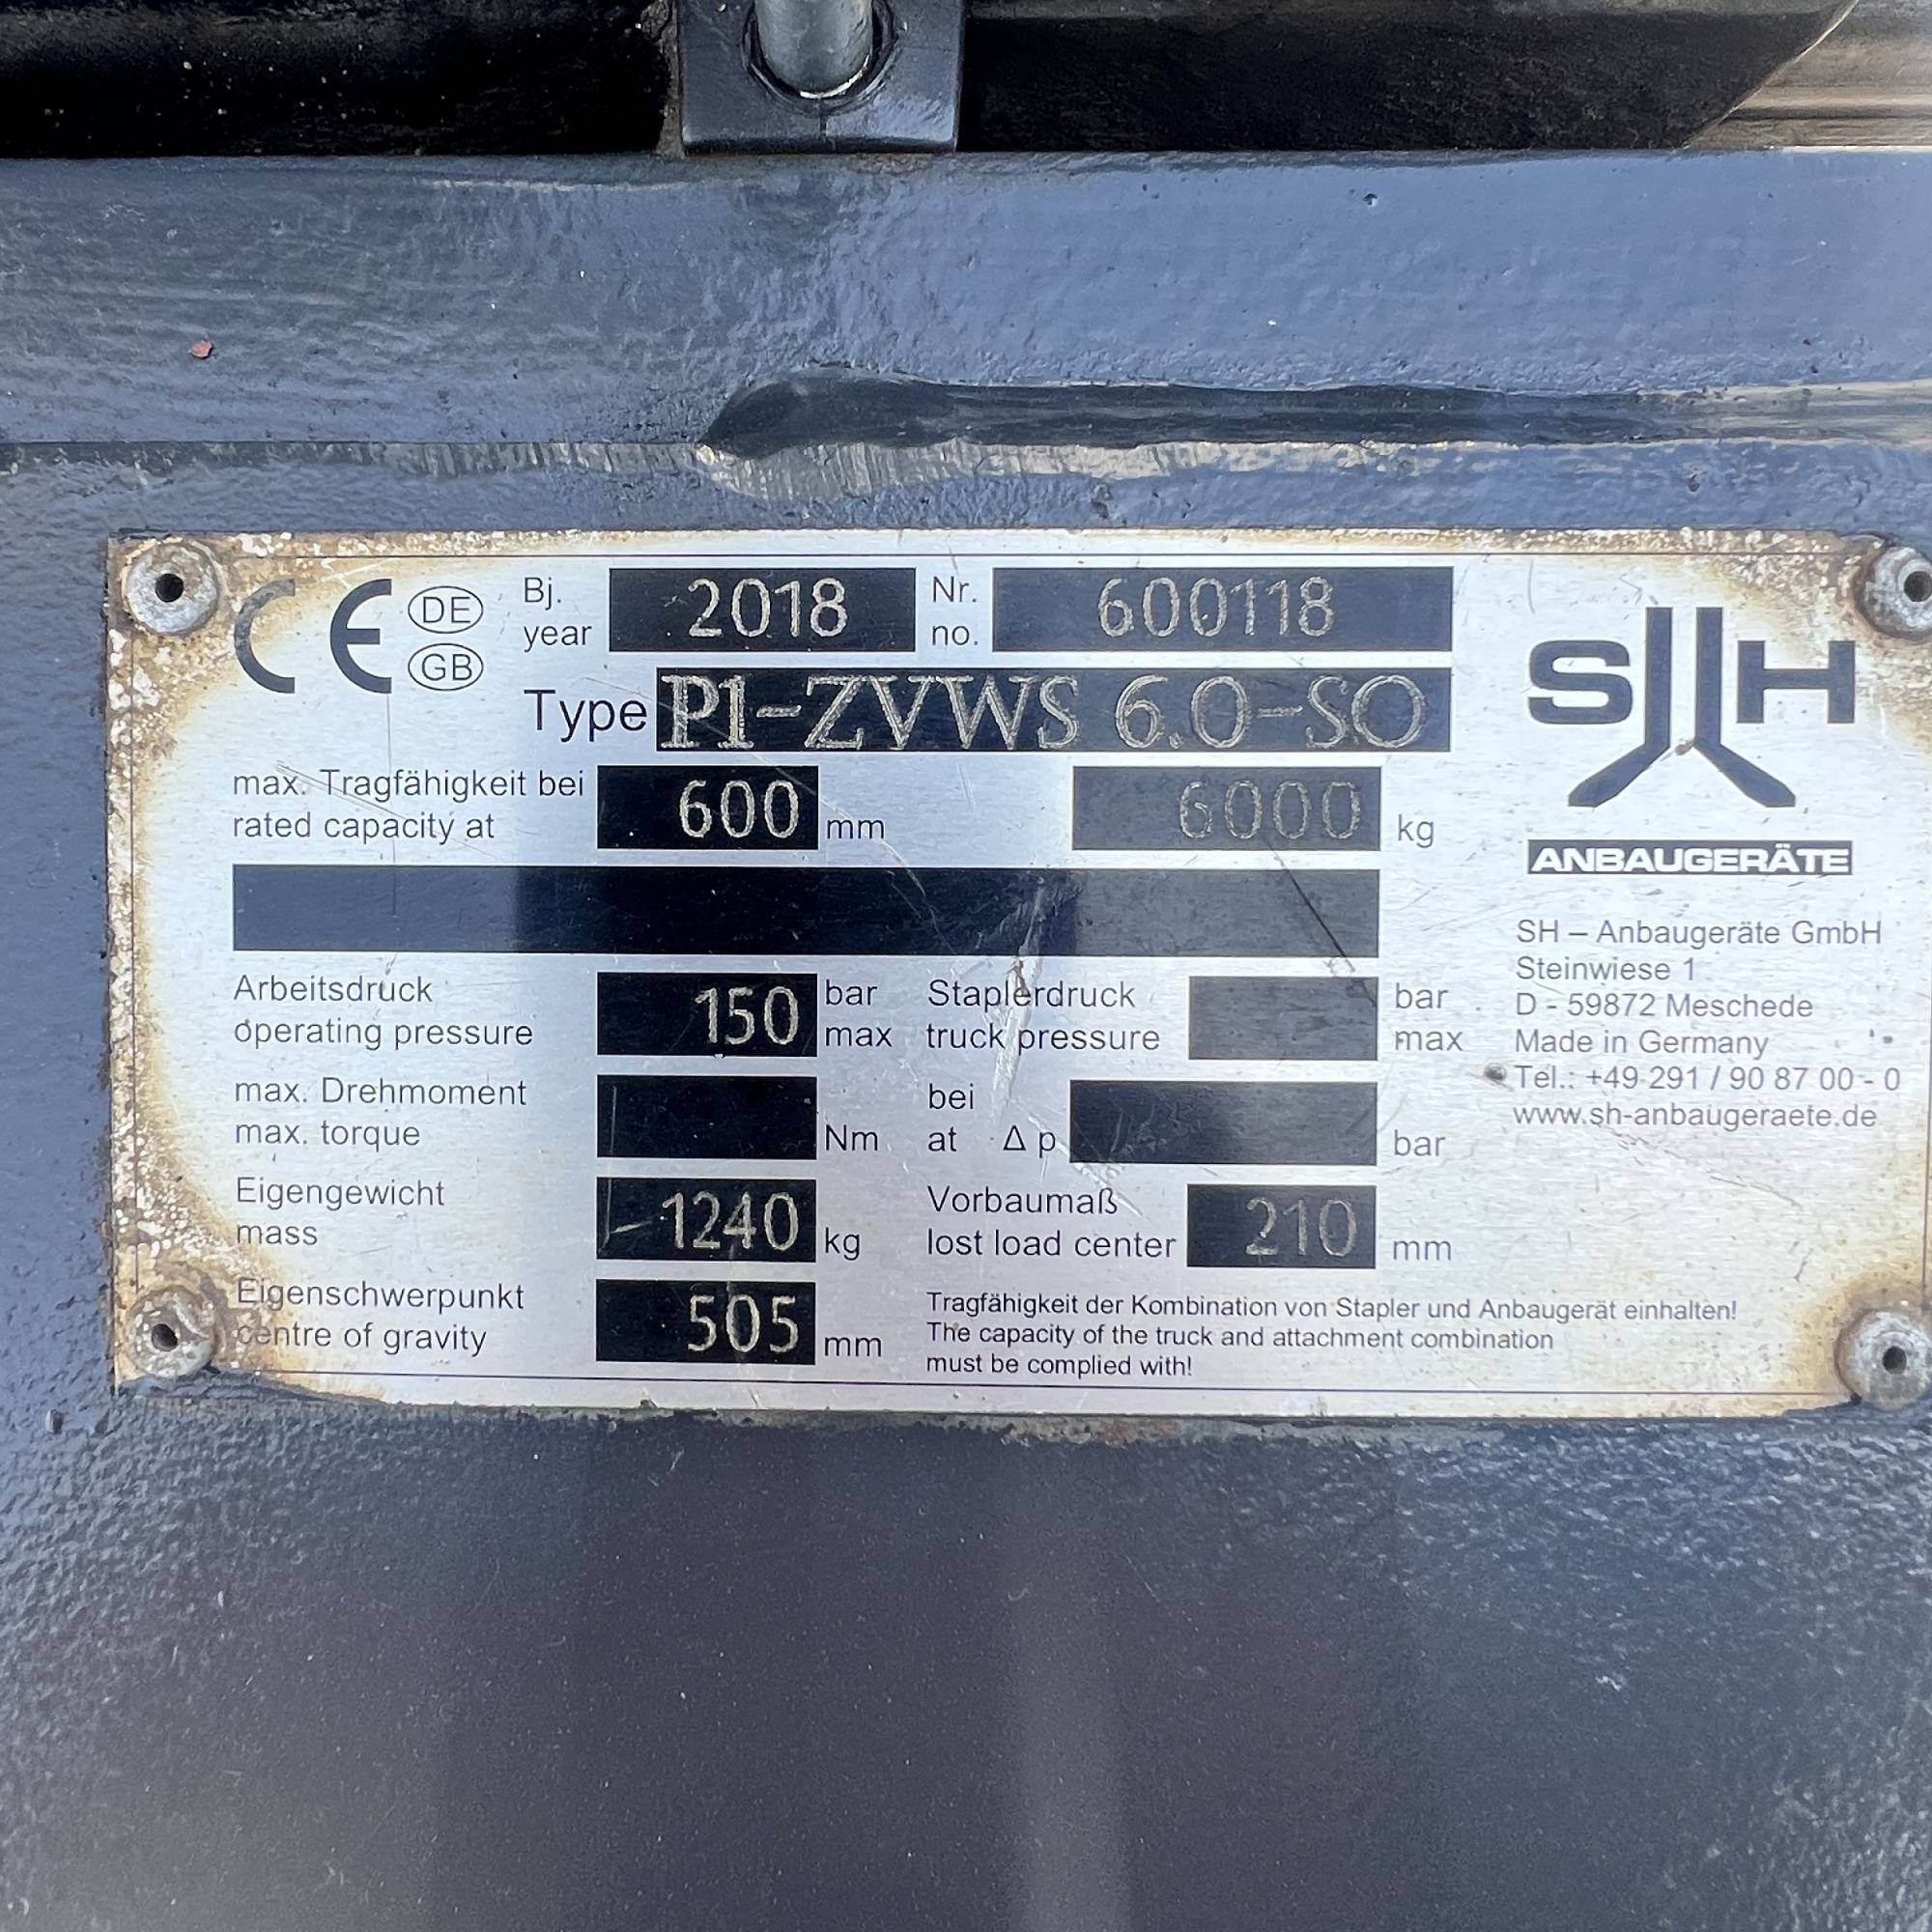 CE DE GB Bj. year 2018 Nr. no. 600118
Type P1-ZVWS 6.0-SO
max. Tragfähigkeit bei
rated capacity at 600 mm 6000 kg
Arbeitsdruck
operating pressure 150 bar max
Staplerdruck
truck pressure bar max
max. Drehmoment
max. torque Nm
bei
at Δ p bar
Eigengewicht
mass 1240 kg
Vorbaumaß
lost load center 210 mm
Eigenschwerpunkt
centre of gravity 505 mm
Tragfähigkeit der Kombination von Stapler und Anbaugerät einhalten!
The capacity of the truck and attachment combination
must be complied with!
SH
ANBAUGERÄTE
SH – Anbaugeräte GmbH
Steinwiese 1
D - 59872 Meschede
Made in Germany
Tel.: +49 291 / 90 87 00 - 0
www.sh-anbaugeraete.de